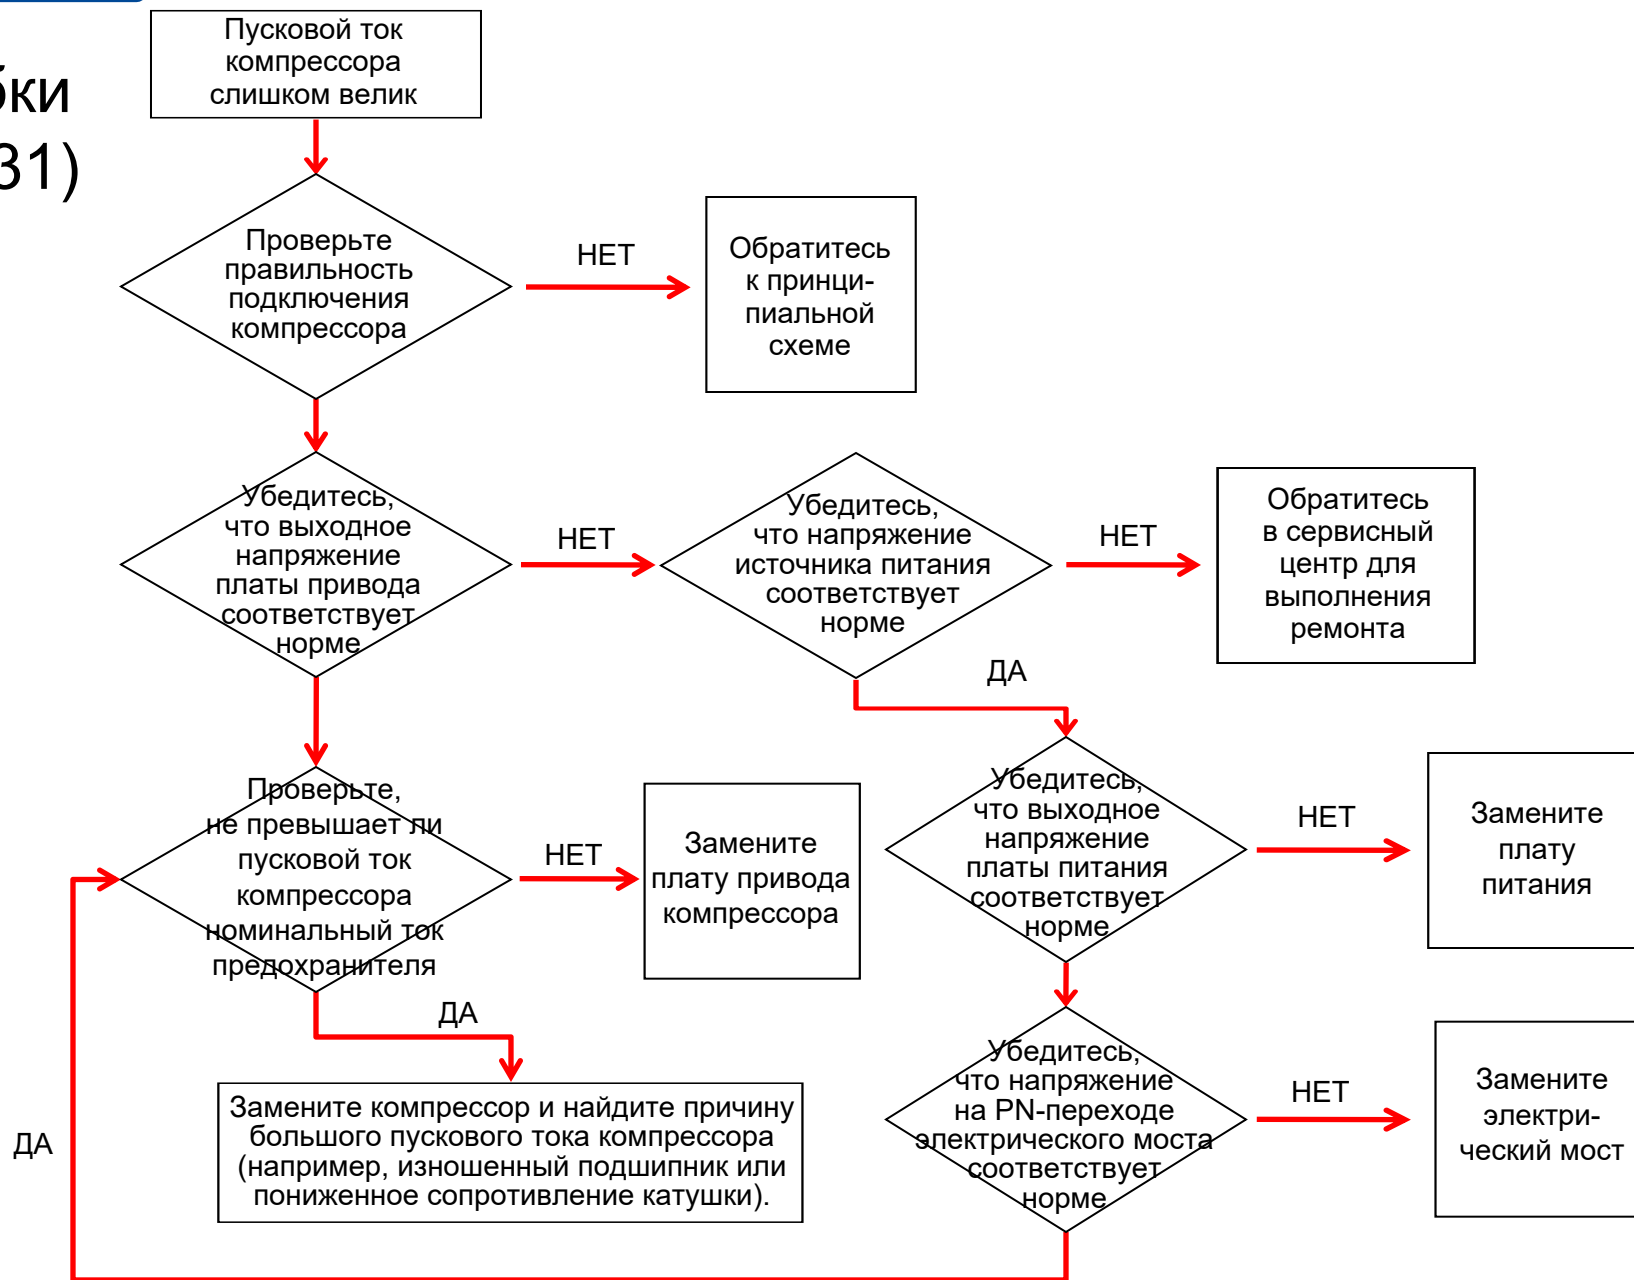 Пусковой ток
компрессора
слишком велик
31)
Проверьте
правильность
подключения
компрессора
НЕТ
Обратитесь
к принци-
пиальной
схеме
Убедитесь,
что выходное
напряжение
платы привода
соответствует
норме
НЕТ
Убедитесь,
что напряжение
источника питания
соответствует
норме
НЕТ
Обратитесь
в сервисный
центр для
выполнения
ремонта
ДА
Проверьте,
не превышает ли
пусковой ток
компрессора
номинальный ток
предохранителя
НЕТ
Замените
плату привода
компрессора
Убедитесь,
что выходное
напряжение
платы питания
соответствует
норме
НЕТ
Замените
плату
питания
ДА
Замените компрессор и найдите причину
большого пускового тока компрессора
(например, изношенный подшипник или
пониженное сопротивление катушки).
Убедитесь,
что напряжение
на PN-переходе
электрического моста
соответствует
норме
НЕТ
Замените
электри-
ческий мост
ДА